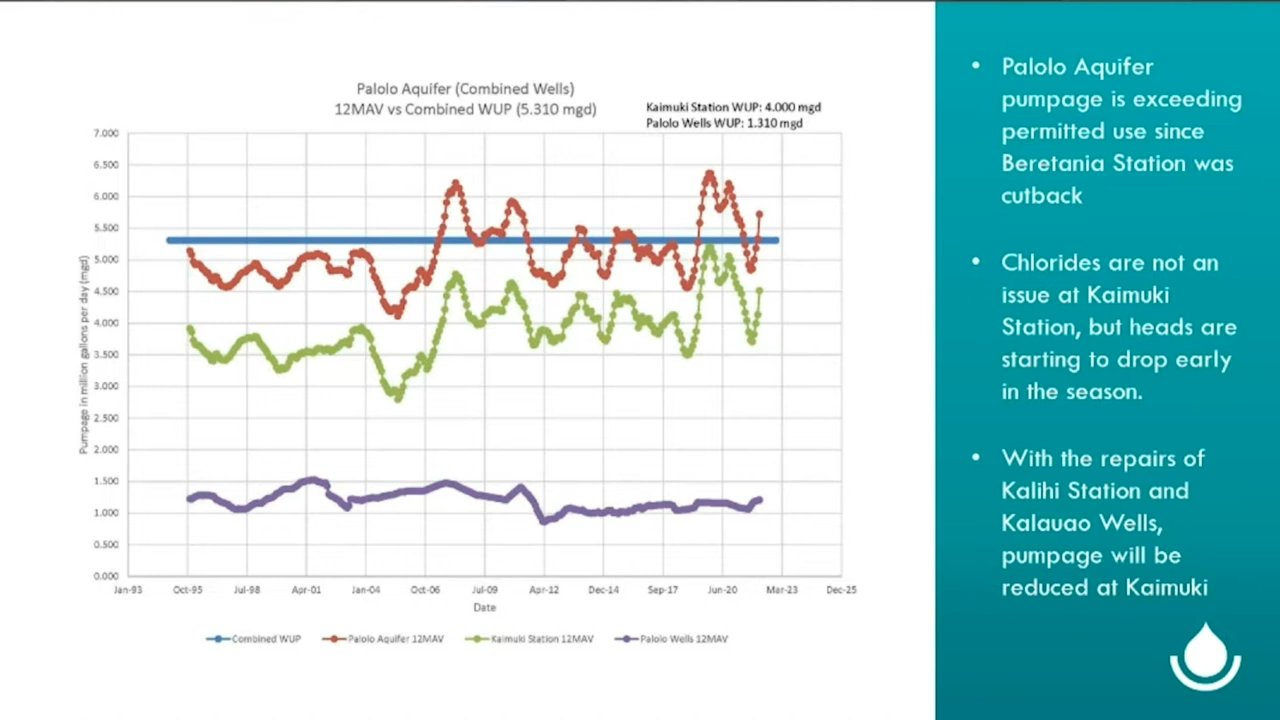 Palolo Aquifer (Combined Wells)
12MAV vs Combined WUP (5.310 mgd)
Kaimuki Station WUP: 4.000 mgd
Palolo Wells WUP: 1.310 mgd
7.000
6.500
6.000
5.500
5.000
4.500
4.000
3.500
3.000
2.500
2.000
1.500
1.000
0.500
0.000
Pumpage in million gallons per day (mgd)
Jan-93 Oct-95 Jul-98 Apr-01 Jan-04 Oct-06 Jul-09 Apr-12 Dec-14 Sep-17 Jun-20 Mar-23 Dec-25
Date
Combined WUP Palolo Aquifer 12MAV Kaimuki Station 12MAV Palolo Wells 12MAV
• Palolo Aquifer
pumpage is exceeding
permitted use since
Beretania Station was
cutback
• Chlorides are not an
issue at Kaimuki
Station, but heads are
starting to drop early
in the season.
• With the repairs of
Kalihi Station and
Kalauao Wells,
pumpage will be
reduced at Kaimuki